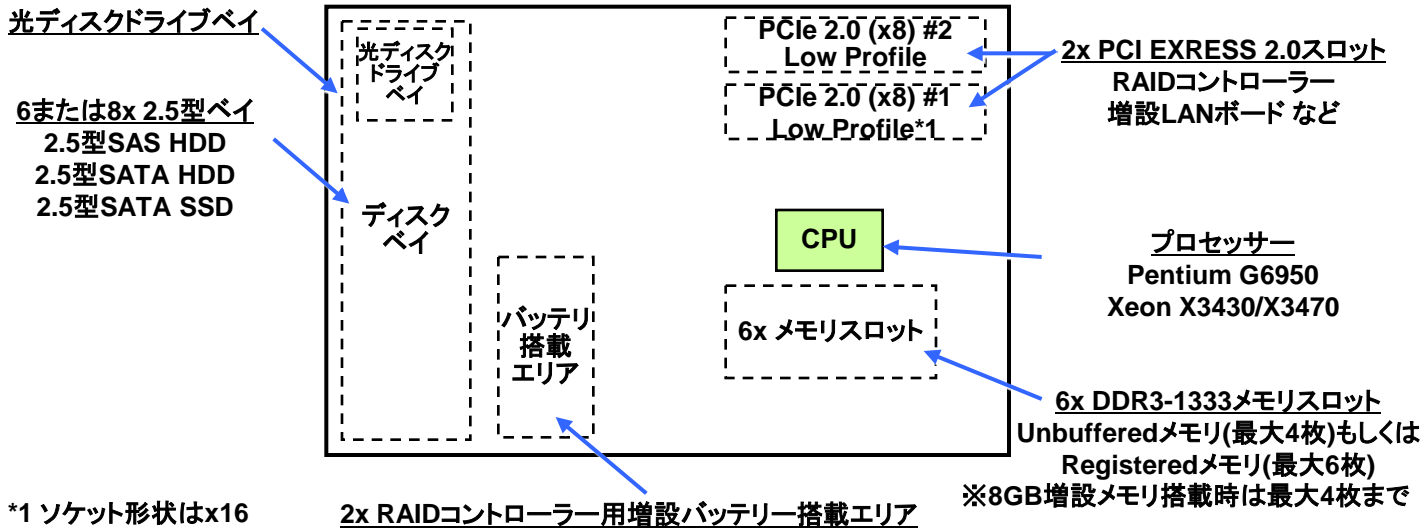 光ディスクドライブベイ
6または8x 2.5型ベイ
2.5型SAS HDD
2.5型SATA HDD
2.5型SATA SSD
光ディスク
ドライブ
ベイ
ディスク
ベイ
バッテリ
搭載
エリア
PCIe 2.0 (x8) #2
Low Profile
PCIe 2.0 (x8) #1
Low Profile*1
CPU
6x メモリスロット
2x PCI EXRESS 2.0スロット
RAIDコントローラー
増設LANボード など
プロセッサー
Pentium G6950
Xeon X3430/X3470
6x DDR3-1333メモリスロット
Unbufferedメモリ(最大4枚)もしくは
Registeredメモリ(最大6枚)
※8GB増設メモリ搭載時は最大4枚まで
*1 ソケット形状はx16
2x RAIDコントローラー用増設バッテリー搭載エリア